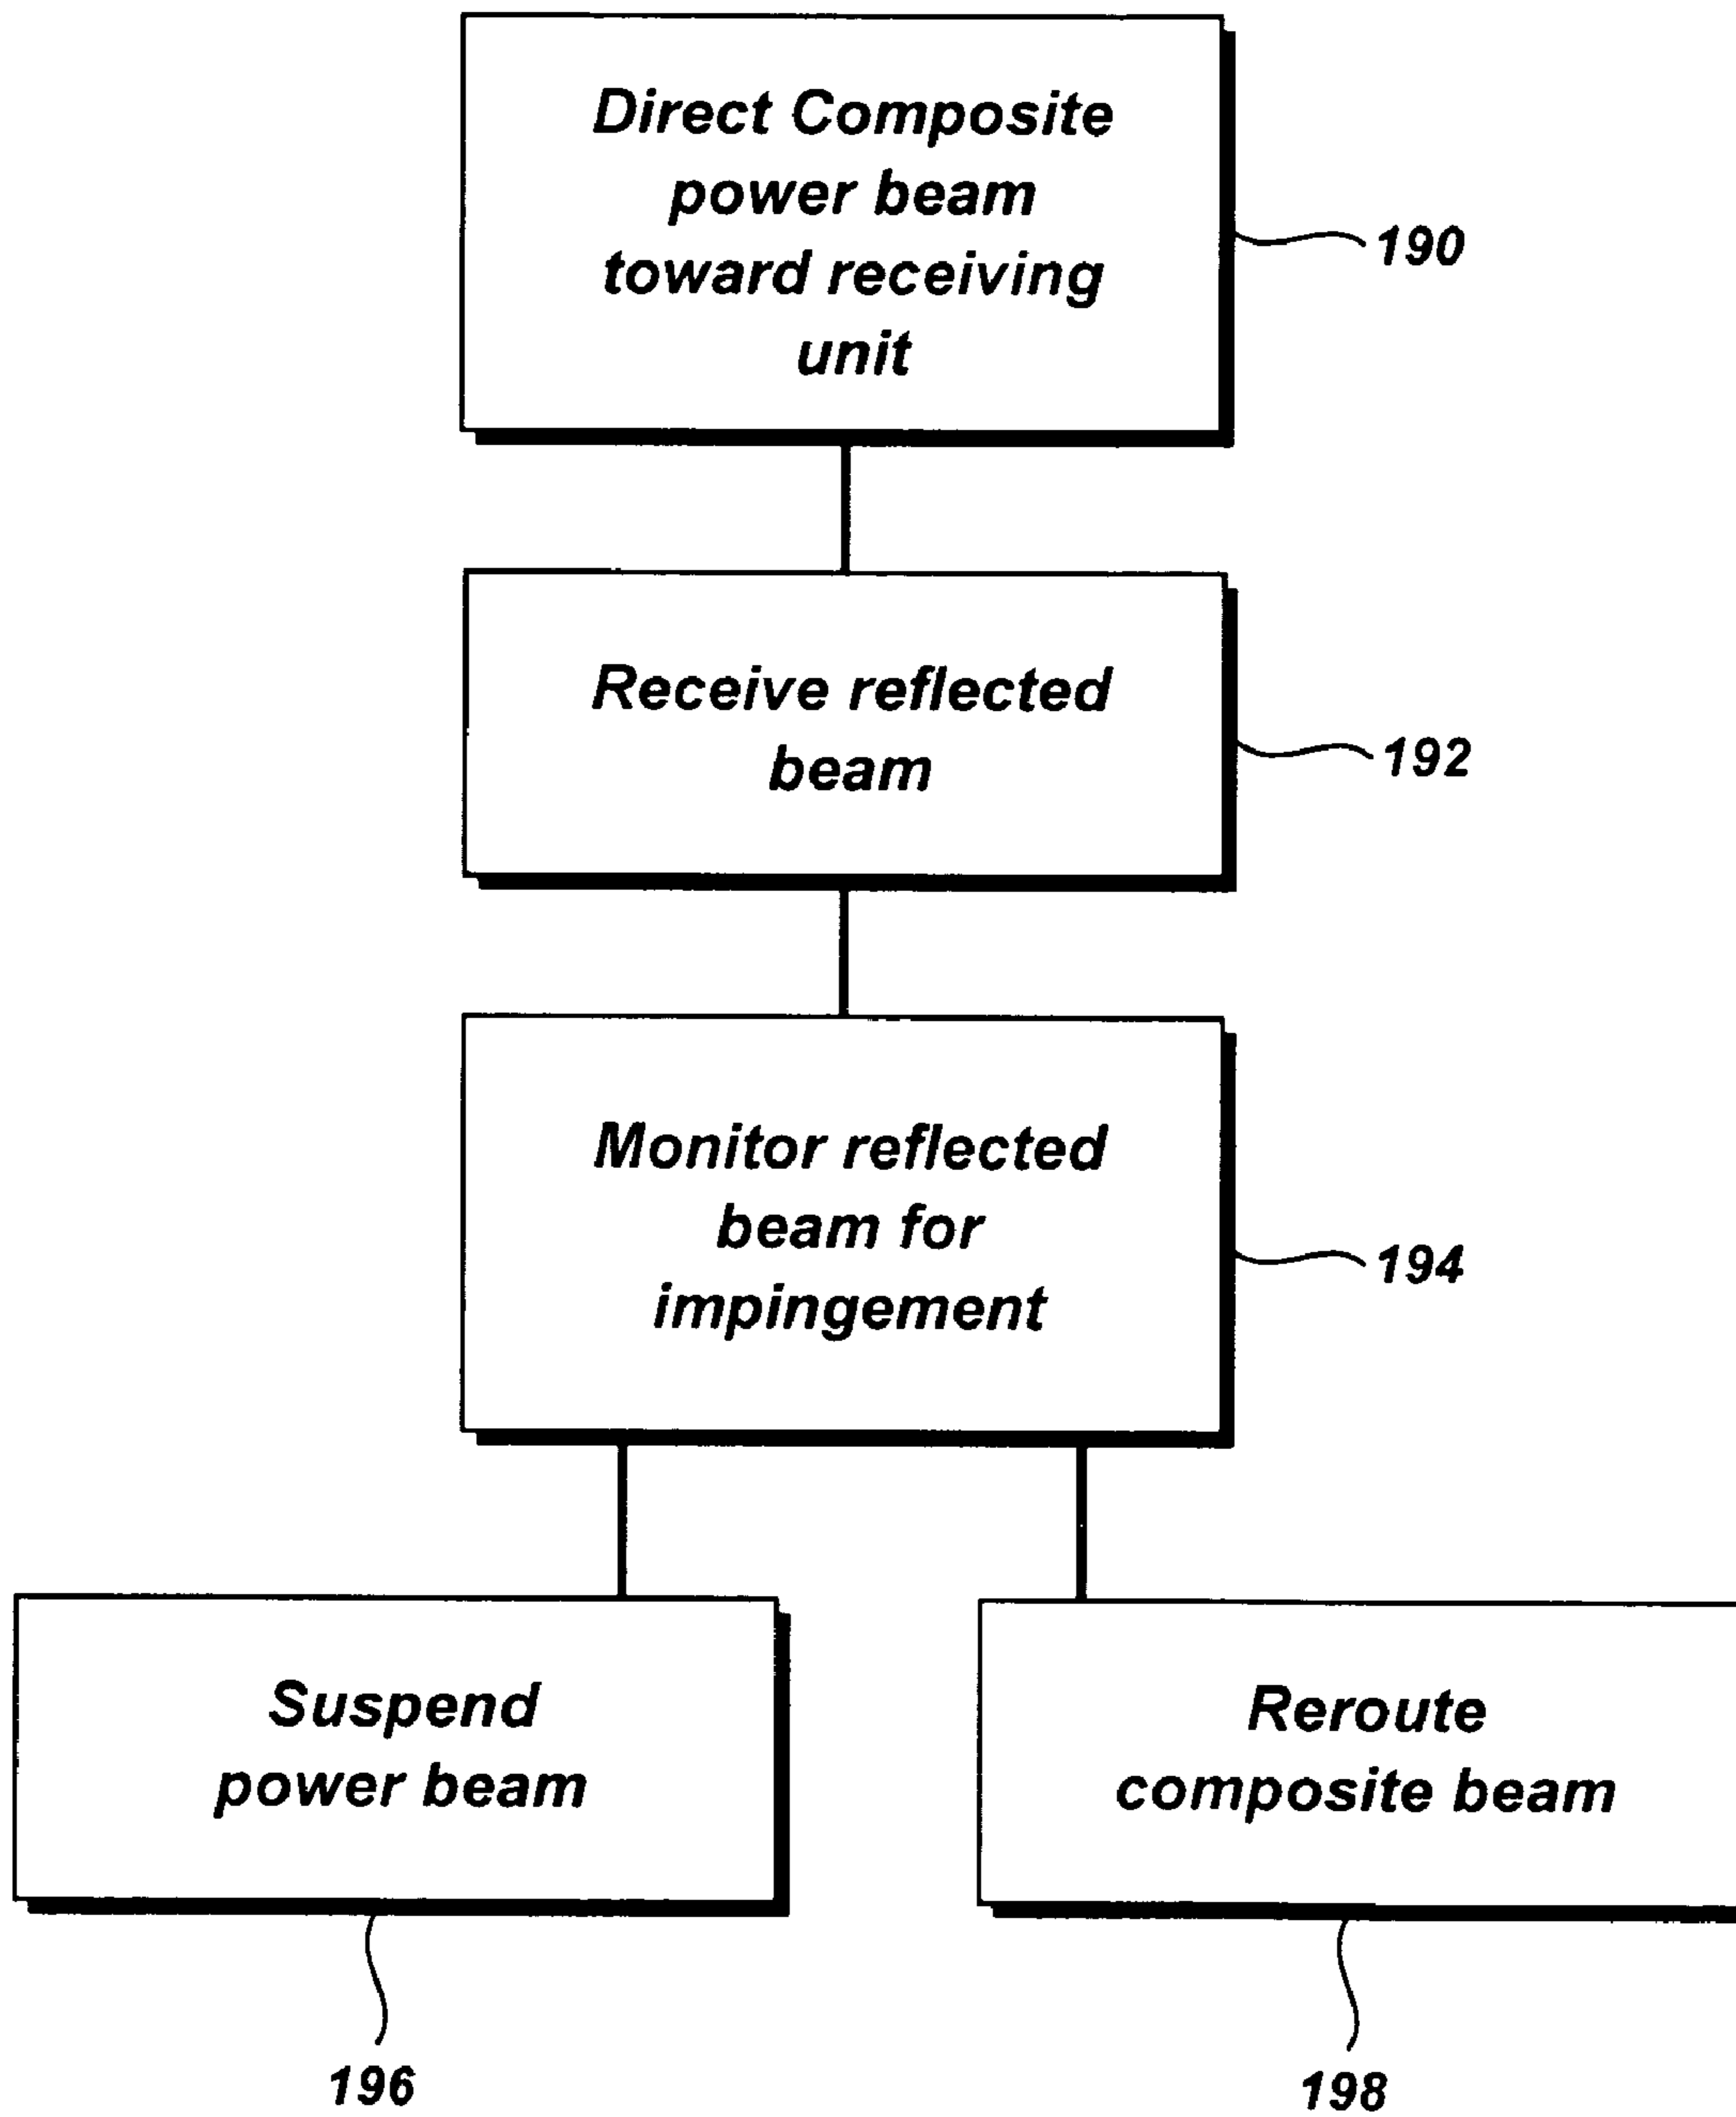 Direct Composite
power beam
toward receiving
unit
190
Receive reflected
beam
192
Monitor reflected
beam for
impingement
194
Suspend
power beam
Reroute
composite beam
196
198